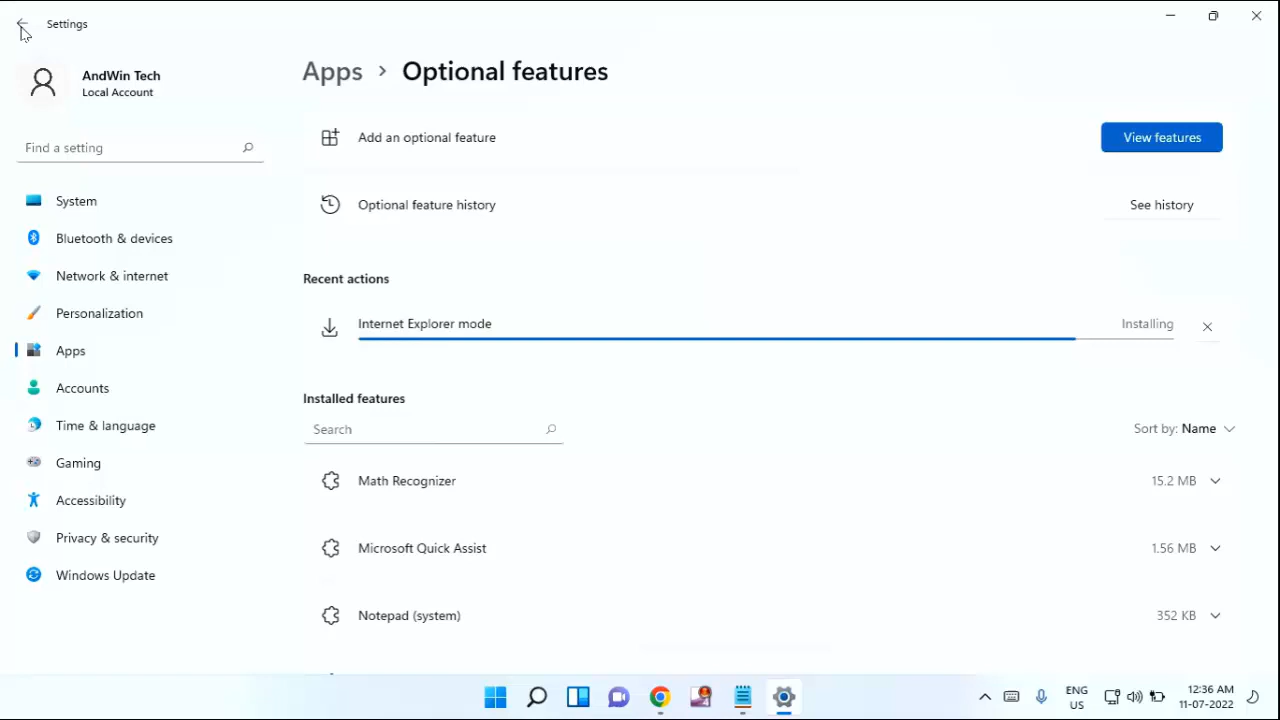 Settings
AndWin Tech
Local Account
Find a setting
System
Bluetooth & devices
Network & internet
Personalization
Apps
Accounts
Time & language
Gaming
Accessibility
Privacy & security
Windows Update
Apps > Optional features
Add an optional feature
View features
Optional feature history
See history
Recent actions
Internet Explorer mode
Installing
Installed features
Search
Sort by: Name
Math Recognizer
15.2 MB
Microsoft Quick Assist
1.56 MB
Notepad (system)
352 KB
ENG
US
12:36 AM
11-07-2022